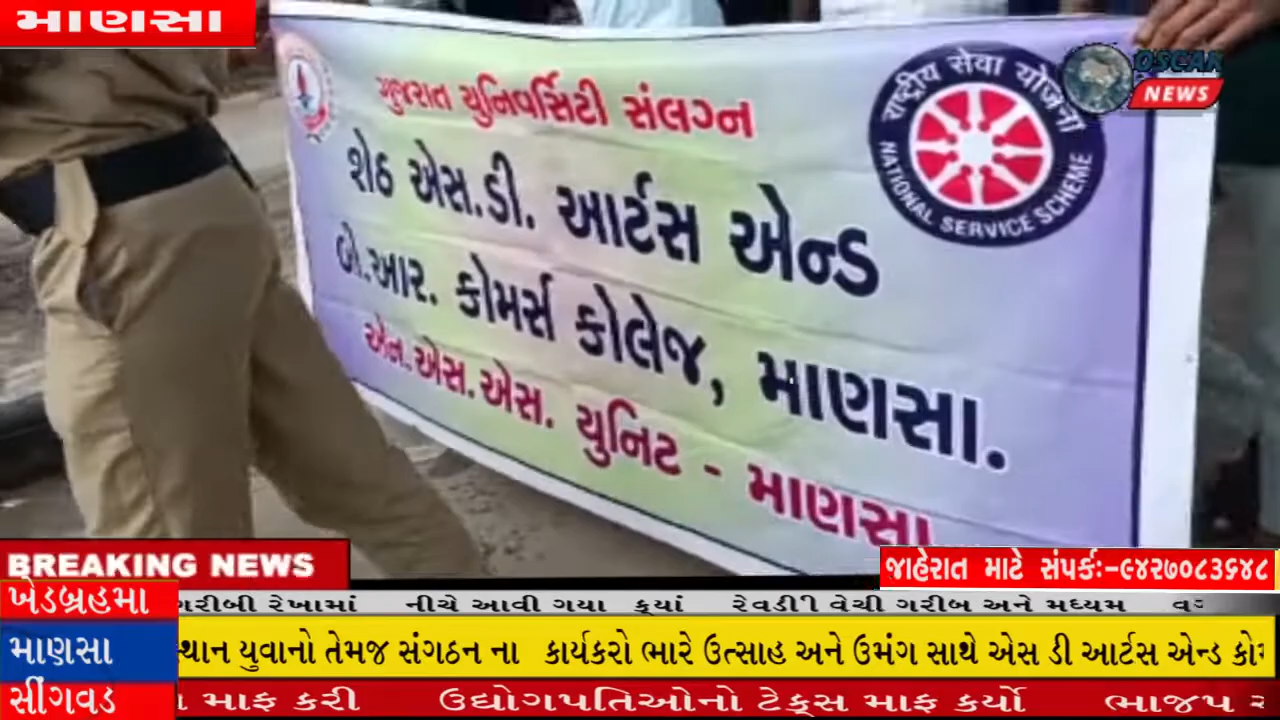 માણસા
OSCAR
NEWS
राष्ट्रीय सेवा योजना
NATIONAL SERVICE SCHEME
ગુજરાત યુનિવર્સિટી સંલગ્ન
શેઠ એસ.ડી. આર્ટસ એન્ડ
બી.આર. કોમર્સ કોલેજ, માણસા.
એન.એસ.એસ. યુનિટ - માણસા
BREAKING NEWS
જાહેરાત માટે સંપર્કઃ-૯૪૨૭૦૮૩૬૪૮
ખેડબ્રહમા
ગરીબી રેખામાં નીચે આવી ગયા ક્યાં રેવડી વેચી ગરીબ અને મધ્યમ
માણસા
સ્થાન યુવાનો તેમજ સંગઠન ના કાર્યકરો ભારે ઉત્સાહ અને ઉમંગ સાથે એસ ડી આર્ટસ એન્ડ
સીંગવડ
માફ કરી ઉદ્યોગપતિઓનો ટેક્સ માફ કર્યો ભાજપ